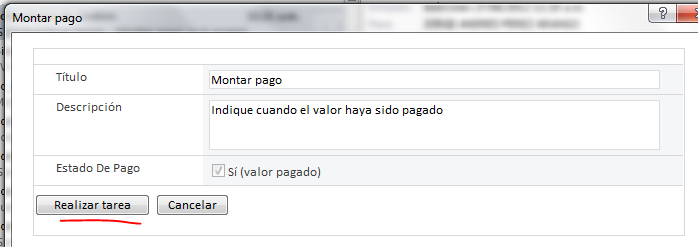 Montar pago
?
Título
Montar pago
Descripción
Indique cuando el valor haya sido pagado
Estado De Pago
Sí (valor pagado)
Realizar tarea
Cancelar